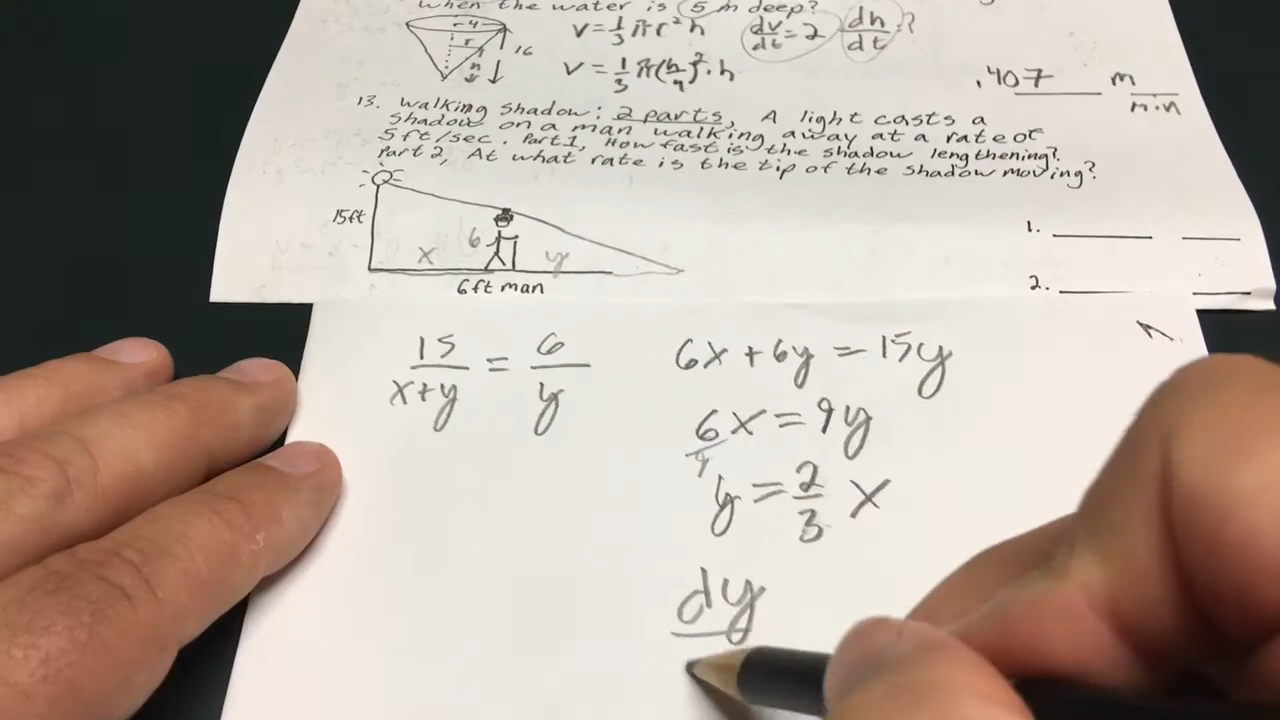 when the water is 5 m deep?
r 4
r
h
16
V = 1/3 πr²h
dv/dt = 2
dh/dt = ?
V = 1/3 π(h/4)² · h
.407 m/min
13. Walking Shadow: 2 parts, A light casts a
shadow on a man walking away at a rate of
5ft/sec. Part 1, How fast is the shadow lengthening?
Part 2, At what rate is the tip of the shadow moving?
15ft
6
x
y
6ft man
1.
2.
15/x+y = 6/y
6x + 6y = 15y
6x = 9y
9
y = 2/3 x
dy